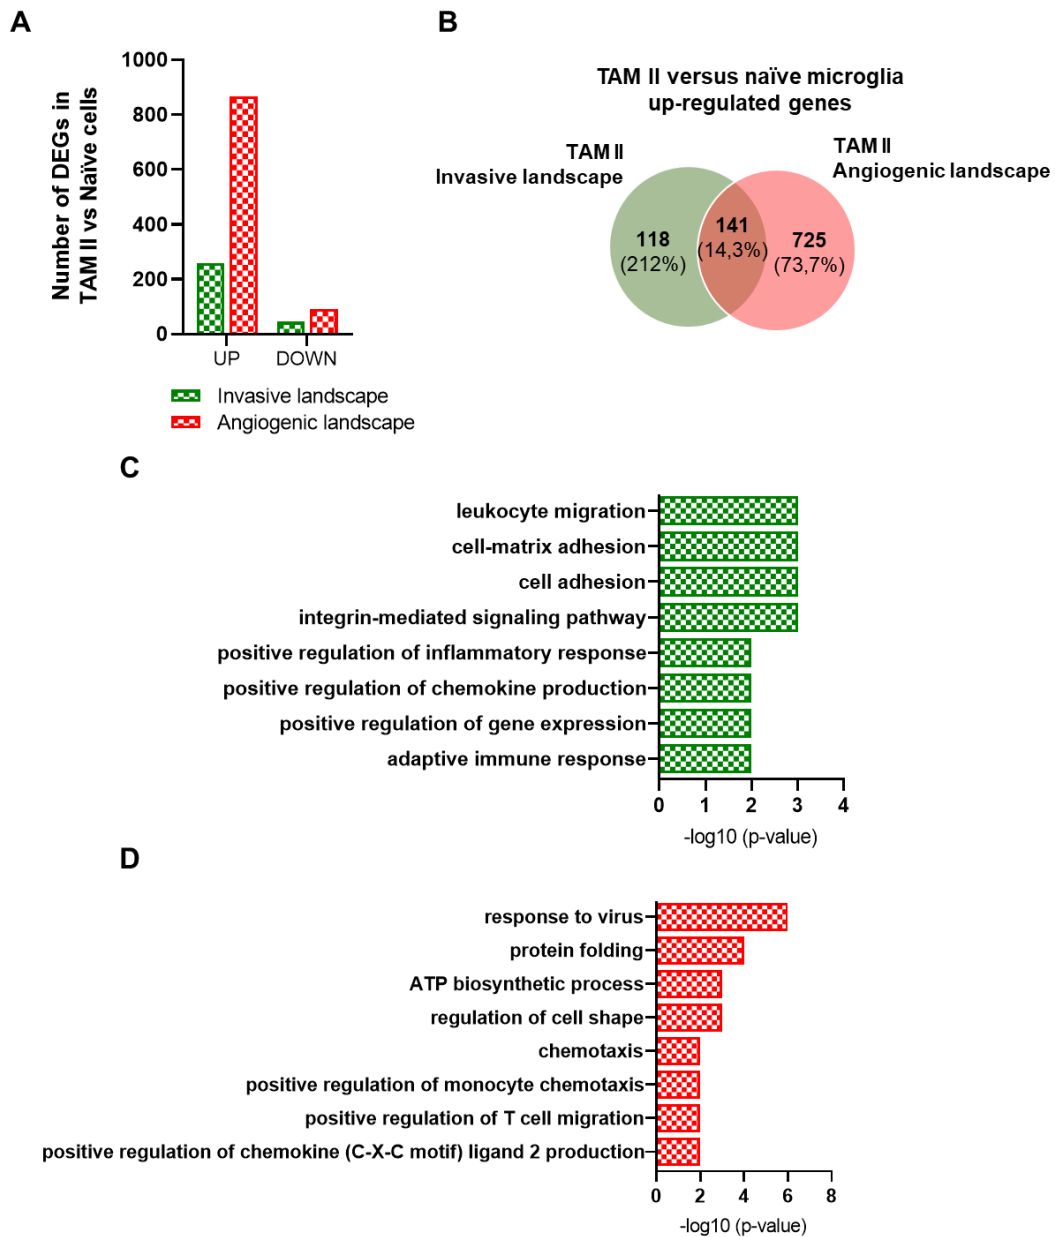 A
Number of DEGs in
TAM II vs Naïve cells
1000
800
600
400
200
0
UP
DOWN
Invasive landscape
Angiogenic landscape
B
TAM II versus naïve microglia
up-regulated genes
TAM II
Invasive landscape
TAM II
Angiogenic landscape
118
(212%)
141
(14,3%)
725
(73,7%)
C
leukocyte migration
cell-matrix adhesion
cell adhesion
integrin-mediated signaling pathway
positive regulation of inflammatory response
positive regulation of chemokine production
positive regulation of gene expression
adaptive immune response
0 1 2 3 4
-log10 (p-value)
D
response to virus
protein folding
ATP biosynthetic process
regulation of cell shape
chemotaxis
positive regulation of monocyte chemotaxis
positive regulation of T cell migration
positive regulation of chemokine (C-X-C motif) ligand 2 production
0 2 4 6 8
-log10 (p-value)